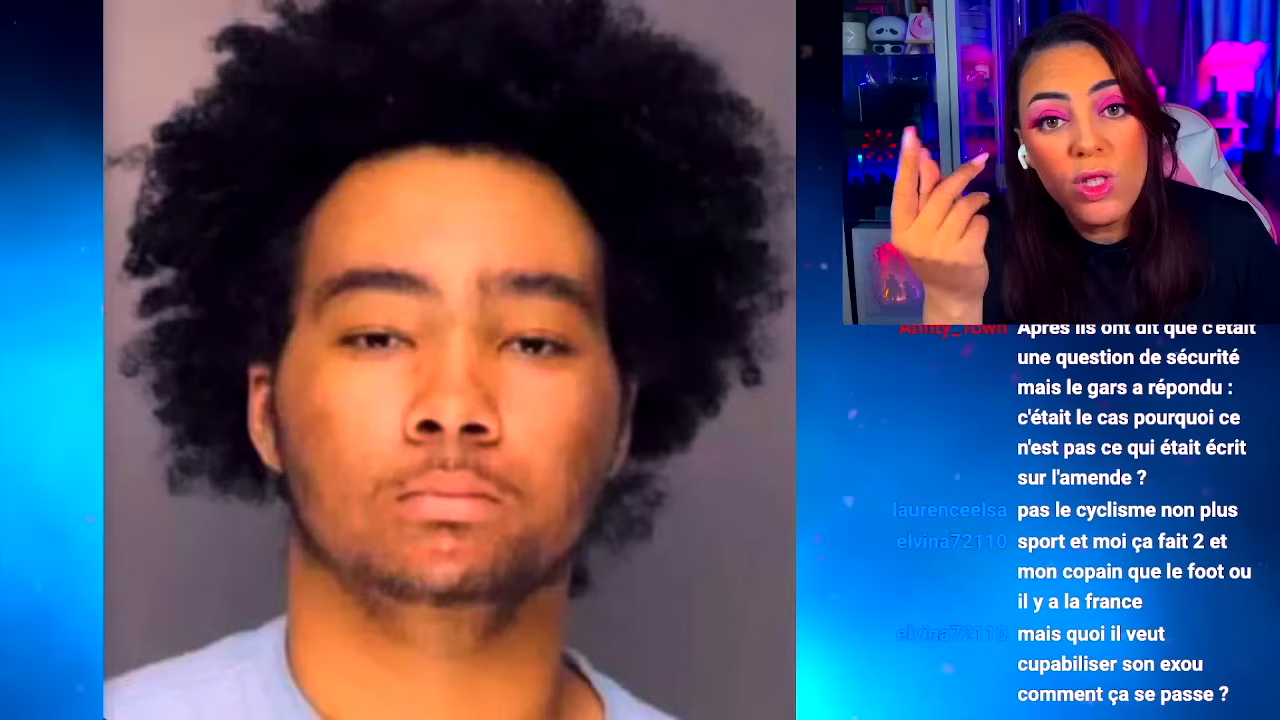 Amity_Town Après ils ont dit que c'était
une question de sécurité
mais le gars a répondu :
c'était le cas pourquoi ce
n'est pas ce qui était écrit
sur l'amende ?
laurenceelsa pas le cyclisme non plus
elvina72110 sport et moi ça fait 2 et
mon copain que le foot ou
il y a la france
elvina72110 mais quoi il veut
cupabiliser son exou
comment ça se passe ?